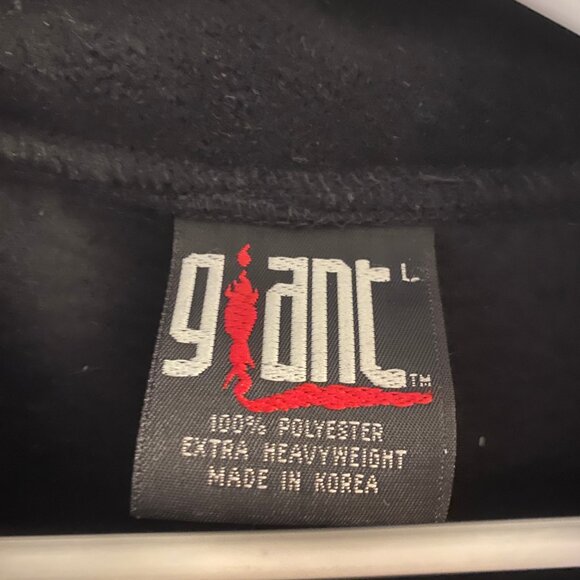 giant L
TM
100% POLYESTER
EXTRA HEAVYWEIGHT
MADE IN KOREA